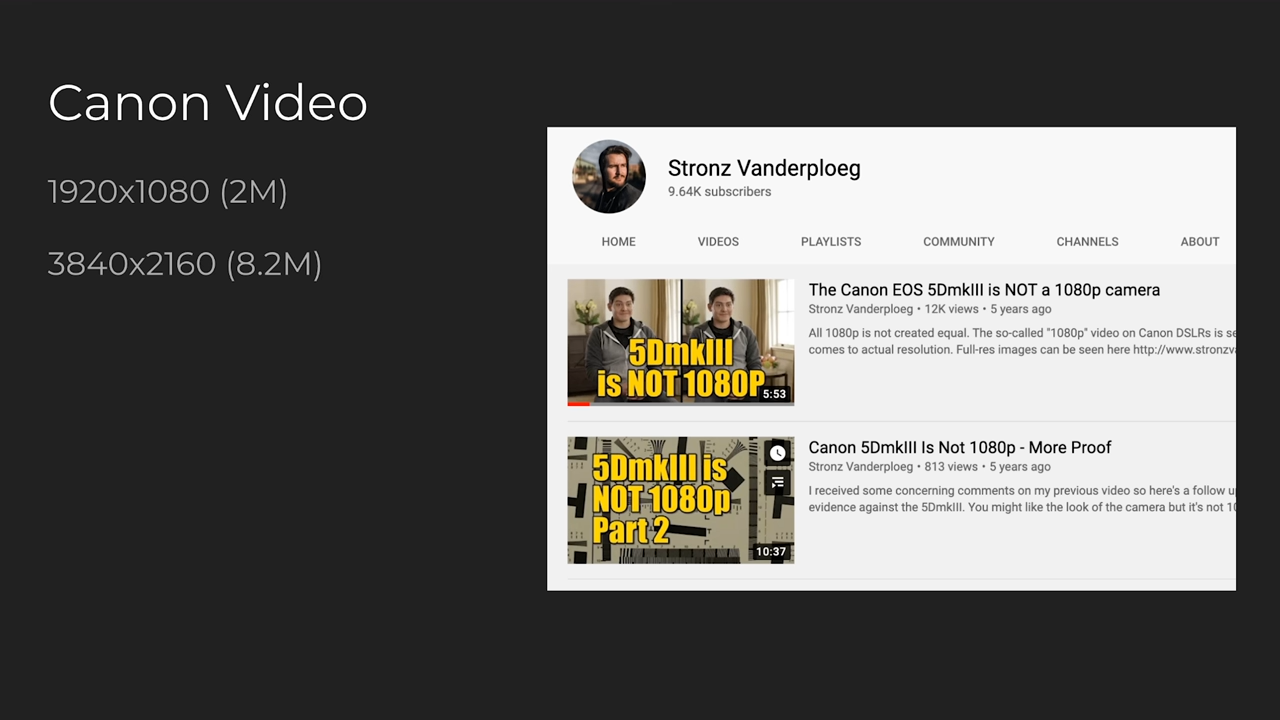 Canon Video
1920x1080 (2M)
3840x2160 (8.2M)
Stronz Vanderploeg
9.64K subscribers
HOME VIDEOS PLAYLISTS COMMUNITY CHANNELS ABOUT
5DmkIII
is NOT 1080P
5:53
The Canon EOS 5DmkIII is NOT a 1080p camera
Stronz Vanderploeg • 12K views • 5 years ago
All 1080p is not created equal. The so-called "1080p" video on Canon DSLRs is se
comes to actual resolution. Full-res images can be seen here http://www.stronzv
5DmkIII is
NOT 1080p
Part 2
10:37
Canon 5DmkIII Is Not 1080p - More Proof
Stronz Vanderploeg • 813 views • 5 years ago
I received some concerning comments on my previous video so here's a follow u
evidence against the 5DmkIII. You might like the look of the camera but it's not 10